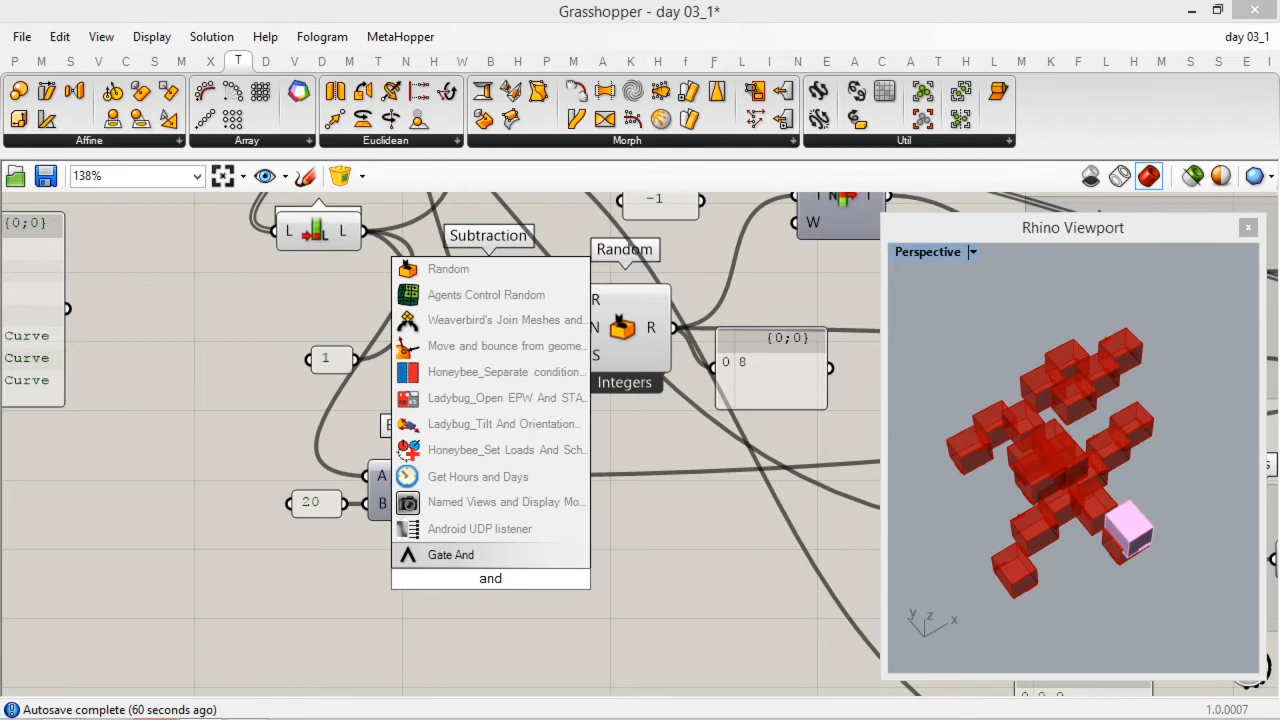 Grasshopper - day 03_1*
File Edit View Display Solution Help Fologram MetaHopper day 03_1
P M S V C S M X T D V M T E D K W B H P M A H K f F L D I V H N E A L C K M S S V E I
Affine Array Euclidean Morph Util
138%
{0;0}
Curve
Curve
Curve
L L
Subtraction
Random
-1
W
Rhino Viewport
Perspective
Random
Agents Control Random
Weaverbird's Join Meshes and...
Move and bounce from geome...
Honeybee_Separate condition...
Ladybug_Open EPW And STA...
Ladybug_Tilt And Orientation...
Honeybee_Set Loads And Sch...
Get Hours and Days
Named Views and Display Mo...
Android UDP listener
Gate And
and
1
R
N R
S
Integers
{0;0}
0 8
A
20 B
y z x
Autosave complete (60 seconds ago) 1.0.0007